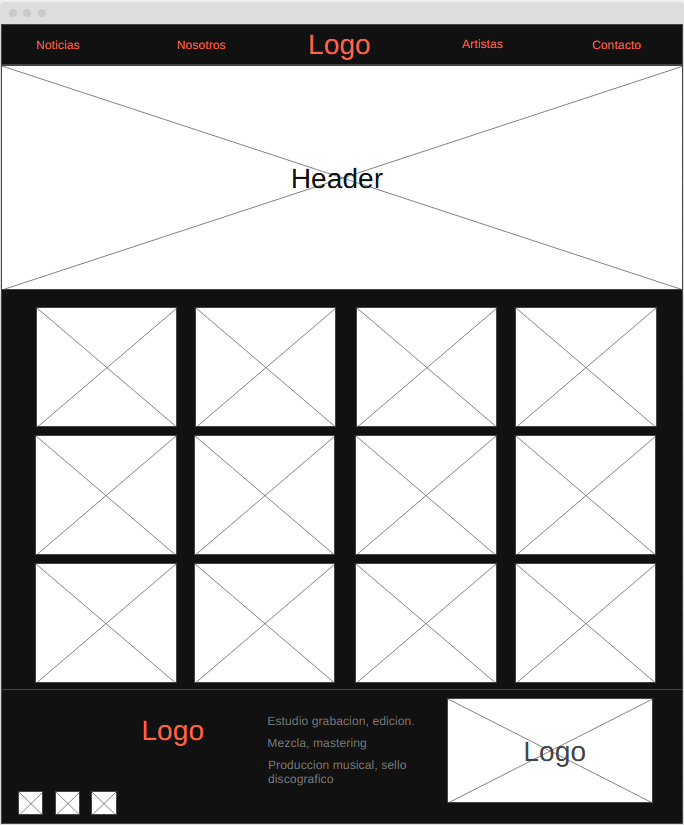 Noticias
Nosotros
Logo
Artistas
Contacto
Header
Logo
Estudio grabacion, edicion.
Mezcla, mastering
Produccion musical, sello
discografico
Logo